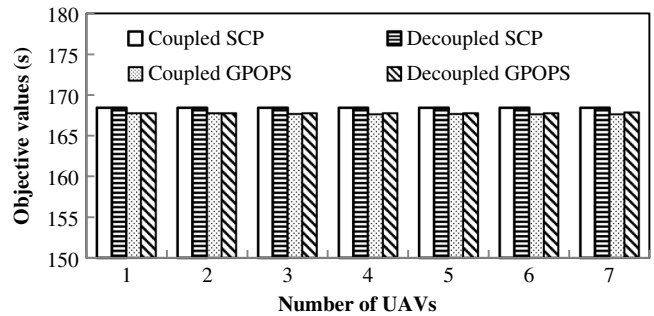 Objective values (s)
180
175
170
165
160
155
150
Coupled SCP
Decoupled SCP
Coupled GPOPS
Decoupled GPOPS
1 2 3 4 5 6 7
Number of UAVs